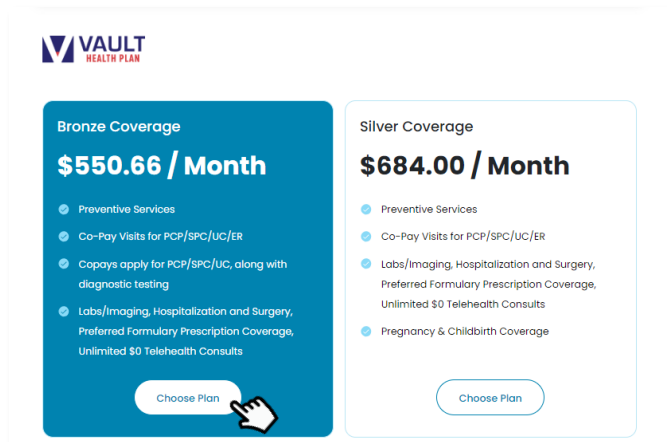 VAULT
HEALTH PLAN
Bronze Coverage
$550.66 / Month
Preventive Services
Co-Pay Visits for PCP/SPC/UC/ER
Copays apply for PCP/SPC/UC, along with
diagnostic testing
Labs/Imaging, Hospitalization and Surgery,
Preferred Formulary Prescription Coverage,
Unlimited $0 Telehealth Consults
Choose Plan
Silver Coverage
$684.00 / Month
Preventive Services
Co-Pay Visits for PCP/SPC/UC/ER
Labs/Imaging, Hospitalization and Surgery,
Preferred Formulary Prescription Coverage,
Unlimited $0 Telehealth Consults
Pregnancy & Childbirth Coverage
Choose Plan